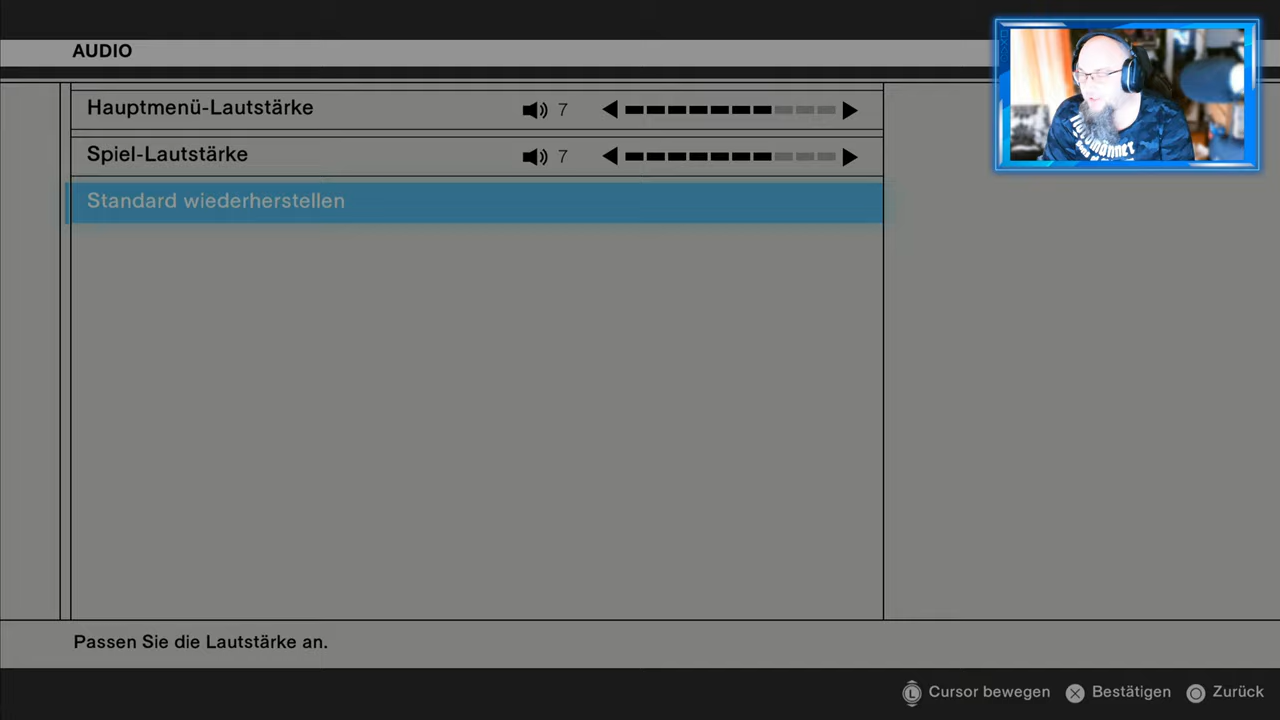 AUDIO
Hauptmenü-Lautstärke 7
Spiel-Lautstärke 7
Standard wiederherstellen
Passen Sie die Lautstärke an.
L Cursor bewegen Bestätigen Zurück